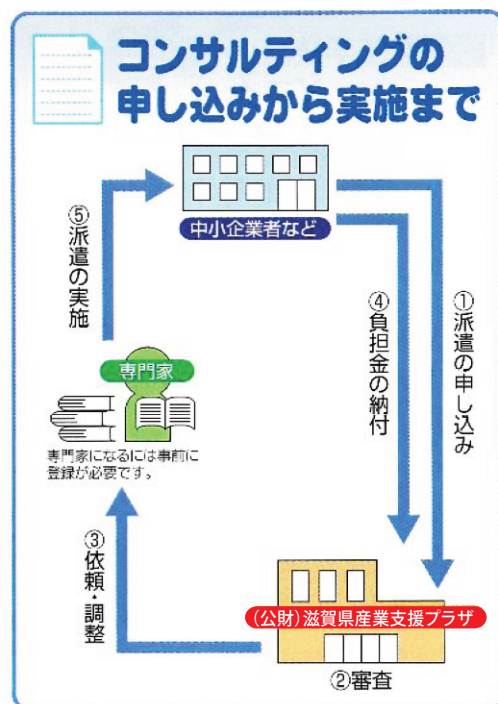 コンサルティングの
申し込みから実施まで
中小企業者など
①派遣の申し込み
④負担金の納付
⑤派遣の実施
専門家
専門家になるには事前に
登録が必要です。
③依頼・調整
(公財)滋賀県産業支援プラザ
②審査